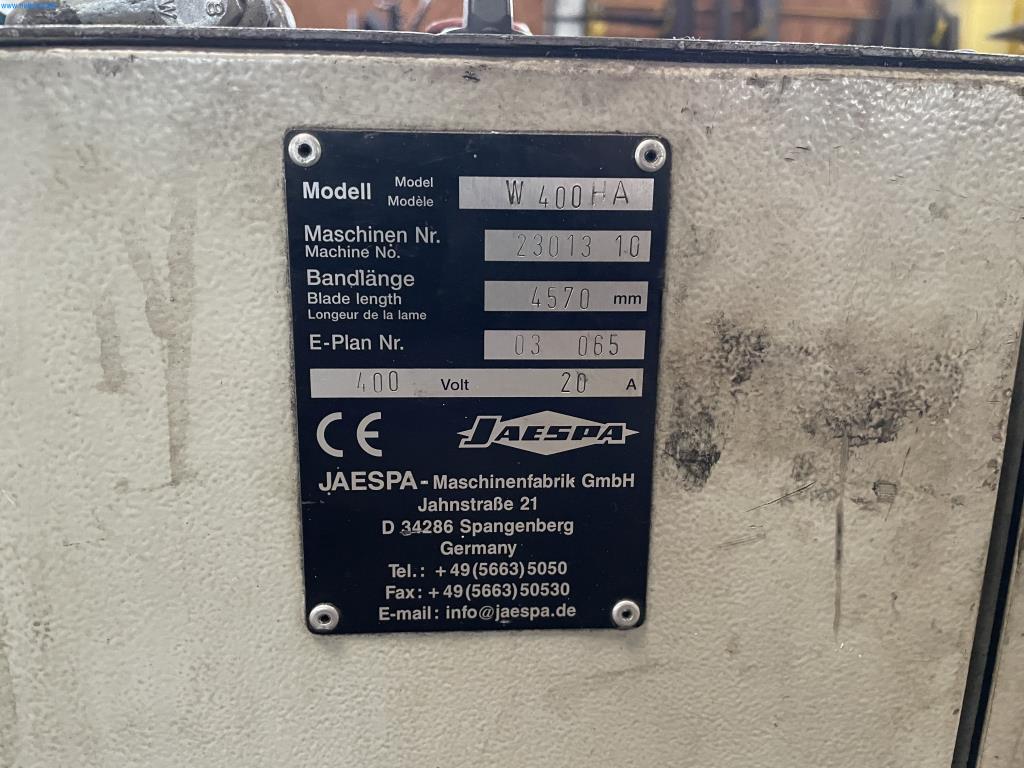 Modell Model Modèle W 400 HA
Maschinen Nr. Machine No. 23013 10
Bandlänge
Blade length 4570 mm
Longeur de la lame
E-Plan Nr. 03 065
400 Volt 20 A
CE JAESPA
JAESPA - Maschinenfabrik GmbH
Jahnstraße 21
D 34286 Spangenberg
Germany
Tel.: + 49 (5663) 5050
Fax: + 49 (5663) 50530
E-mail: info@jaespa.de